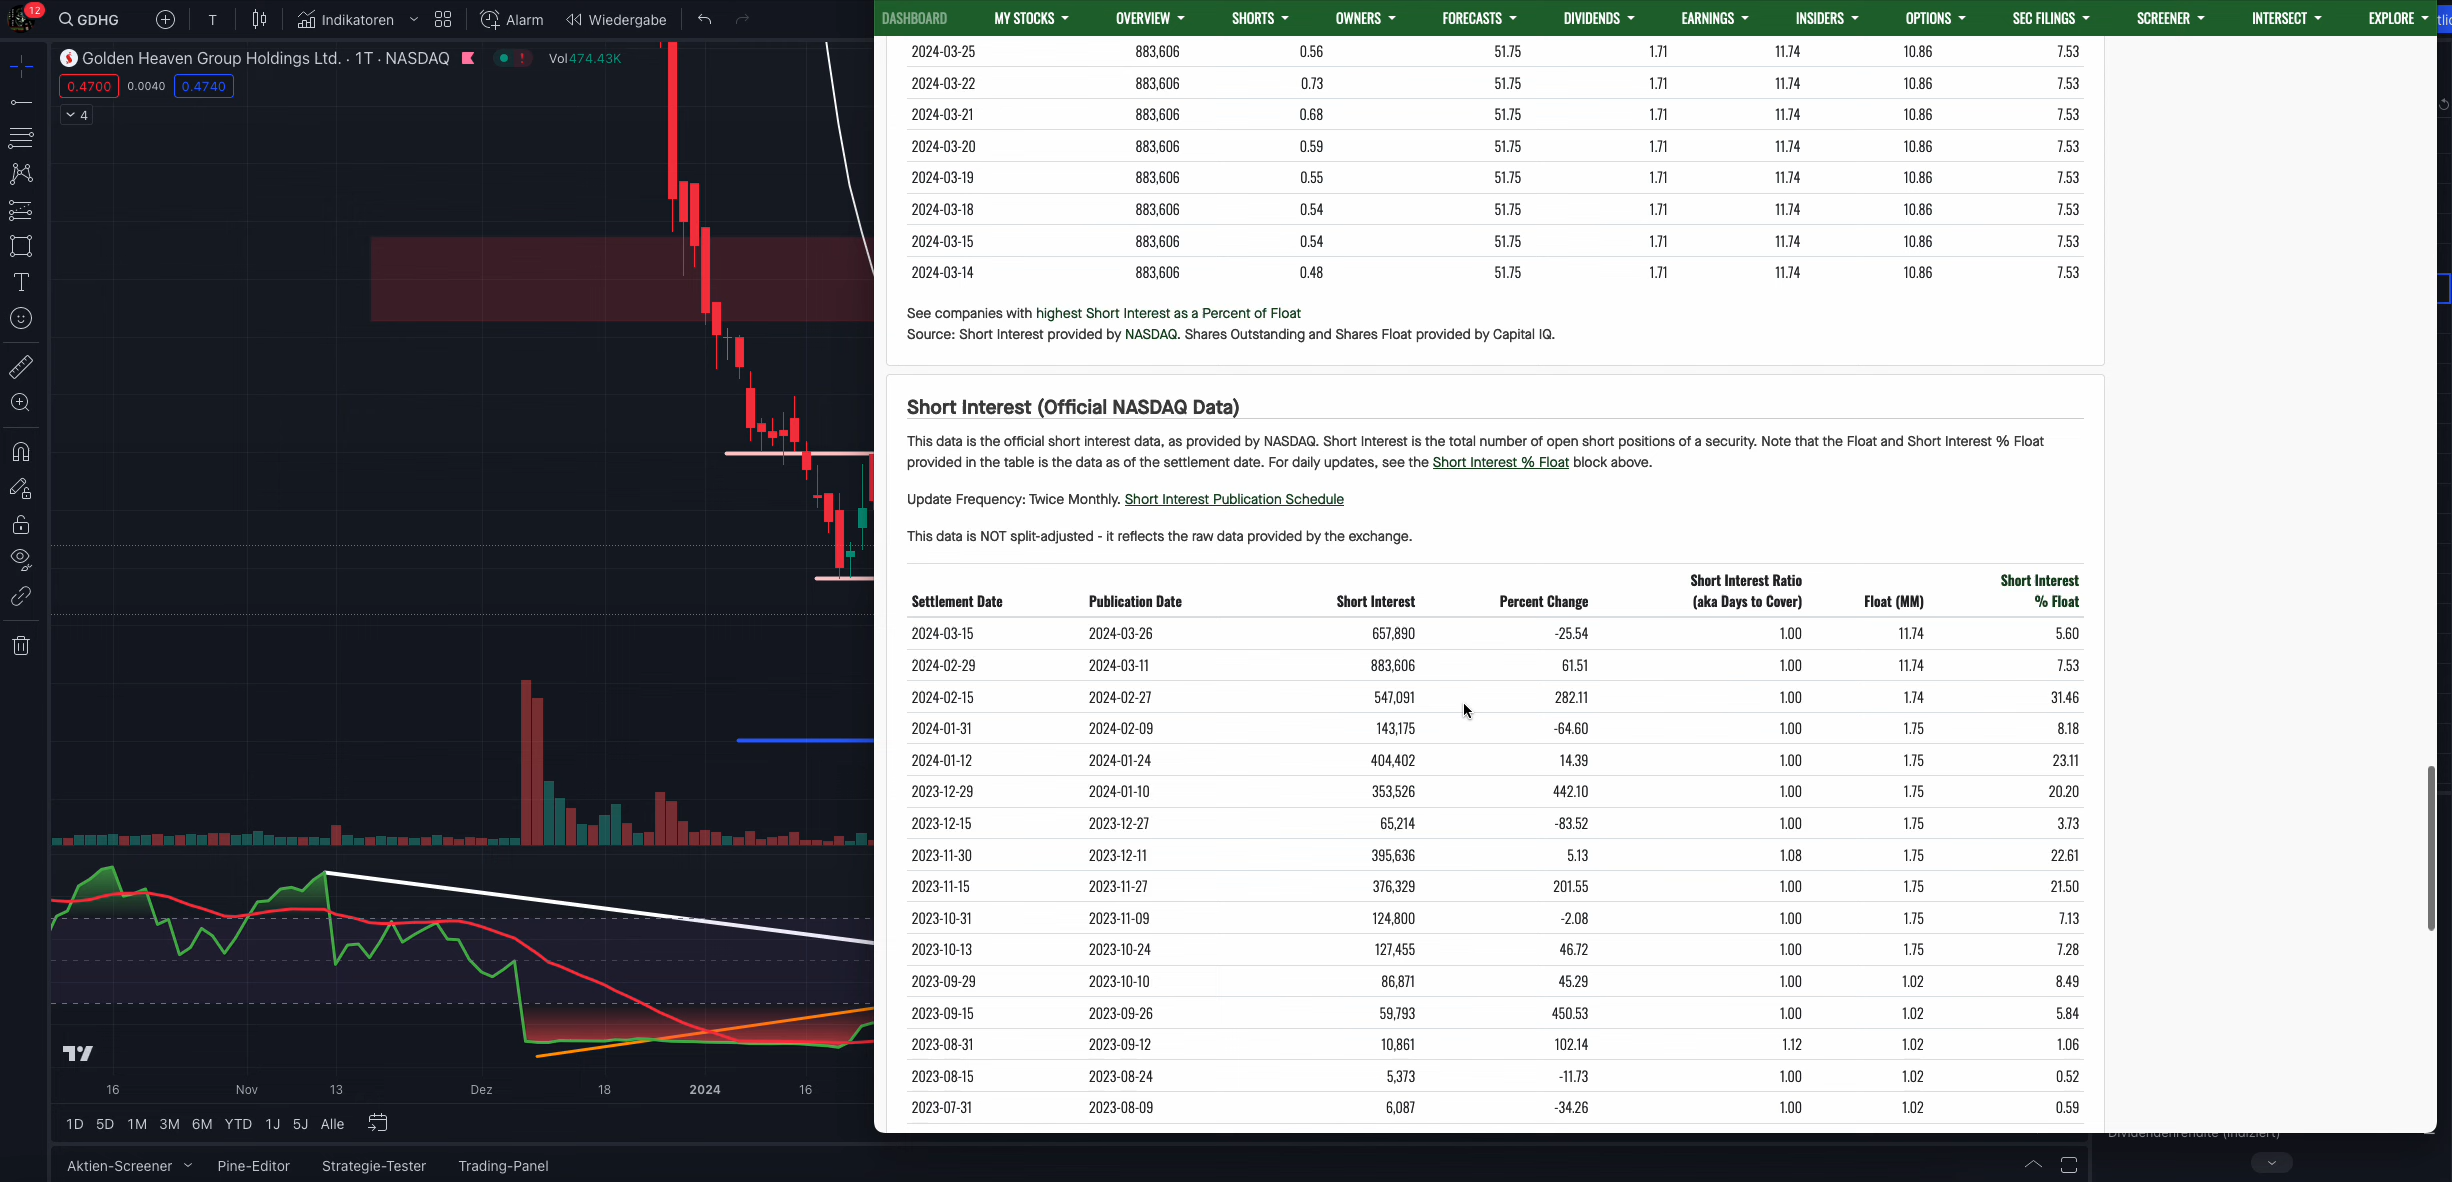 12
GDHG
T
Indikatoren
Alarm
Wiedergabe
Golden Heaven Group Holdings Ltd. · 1T · NASDAQ
! Vol 474.43K
0.4700 0.0040 0.4740
4
16 Nov 13 Dez 18 2024 16
1D 5D 1M 3M 6M YTD 1J 5J Alle
Aktien-Screener Pine-Editor Strategie-Tester Trading-Panel
DASHBOARD MY STOCKS OVERVIEW SHORTS OWNERS FORECASTS DIVIDENDS EARNINGS INSIDERS OPTIONS SEC FILINGS SCREENER INTERSECT EXPLORE
2024-03-25 883,606 0.56 51.75 1.71 11.74 10.86 7.53
2024-03-22 883,606 0.73 51.75 1.71 11.74 10.86 7.53
2024-03-21 883,606 0.68 51.75 1.71 11.74 10.86 7.53
2024-03-20 883,606 0.59 51.75 1.71 11.74 10.86 7.53
2024-03-19 883,606 0.55 51.75 1.71 11.74 10.86 7.53
2024-03-18 883,606 0.54 51.75 1.71 11.74 10.86 7.53
2024-03-15 883,606 0.54 51.75 1.71 11.74 10.86 7.53
2024-03-14 883,606 0.48 51.75 1.71 11.74 10.86 7.53
See companies with highest Short Interest as a Percent of Float
Source: Short Interest provided by NASDAQ. Shares Outstanding and Shares Float provided by Capital IQ.
Short Interest (Official NASDAQ Data)
This data is the official short interest data, as provided by NASDAQ. Short Interest is the total number of open short positions of a security. Note that the Float and Short Interest % Float
provided in the table is the data as of the settlement date. For daily updates, see the Short Interest % Float block above.
Update Frequency: Twice Monthly. Short Interest Publication Schedule
This data is NOT split-adjusted - it reflects the raw data provided by the exchange.
Short Interest Ratio Short Interest
Settlement Date Publication Date Short Interest Percent Change (aka Days to Cover) Float (MM) % Float
2024-03-15 2024-03-26 657,890 -25.54 1.00 11.74 5.60
2024-02-29 2024-03-11 883,606 61.51 1.00 11.74 7.53
2024-02-15 2024-02-27 547,091 282.11 1.00 1.74 31.46
2024-01-31 2024-02-09 143,175 -64.60 1.00 1.75 8.18
2024-01-12 2024-01-24 404,402 14.39 1.00 1.75 23.11
2023-12-29 2024-01-10 353,526 442.10 1.00 1.75 20.20
2023-12-15 2023-12-27 65,214 -83.52 1.00 1.75 3.73
2023-11-30 2023-12-11 395,636 5.13 1.08 1.75 22.61
2023-11-15 2023-11-27 376,329 201.55 1.00 1.75 21.50
2023-10-31 2023-11-09 124,800 -2.08 1.00 1.75 7.13
2023-10-13 2023-10-24 127,455 46.72 1.00 1.75 7.28
2023-09-29 2023-10-10 86,871 45.29 1.00 1.02 8.49
2023-09-15 2023-09-26 59,793 450.53 1.00 1.02 5.84
2023-08-31 2023-09-12 10,861 102.14 1.12 1.02 1.06
2023-08-15 2023-08-24 5,373 -11.73 1.00 1.02 0.52
2023-07-31 2023-08-09 6,087 -34.26 1.00 1.02 0.59